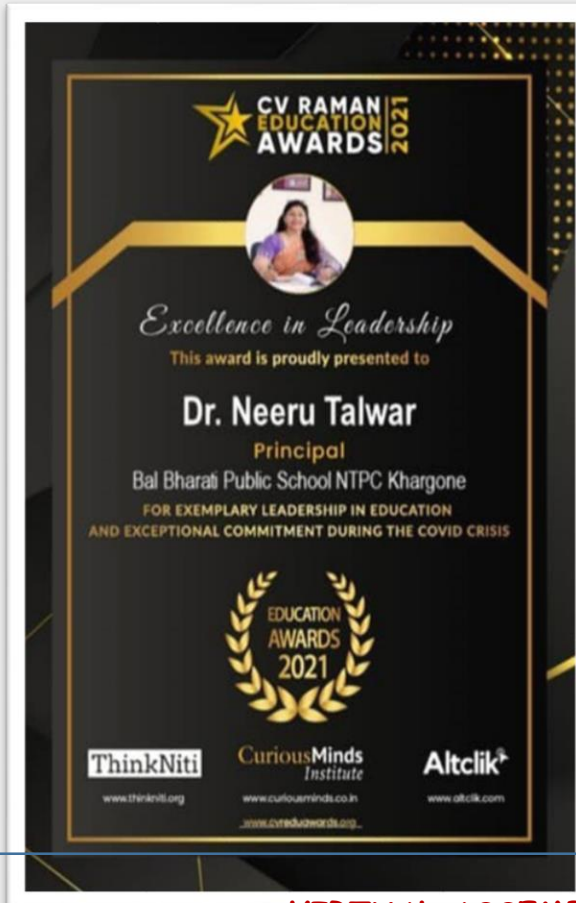 CV RAMAN
EDUCATION
AWARDS
2021
Excellence in Leadership
This award is proudly presented to
Dr. Neeru Talwar
Principal
Bal Bharati Public School NTPC Khargone
FOR EXEMPLARY LEADERSHIP IN EDUCATION
AND EXCEPTIONAL COMMITMENT DURING THE COVID CRISIS
EDUCATION
AWARDS
2021
ThinkNiti
CuriousMinds
Institute
Altclik
www.thinkniti.org
www.curiousminds.co.in
www.altclik.com
www.cvreduawards.org